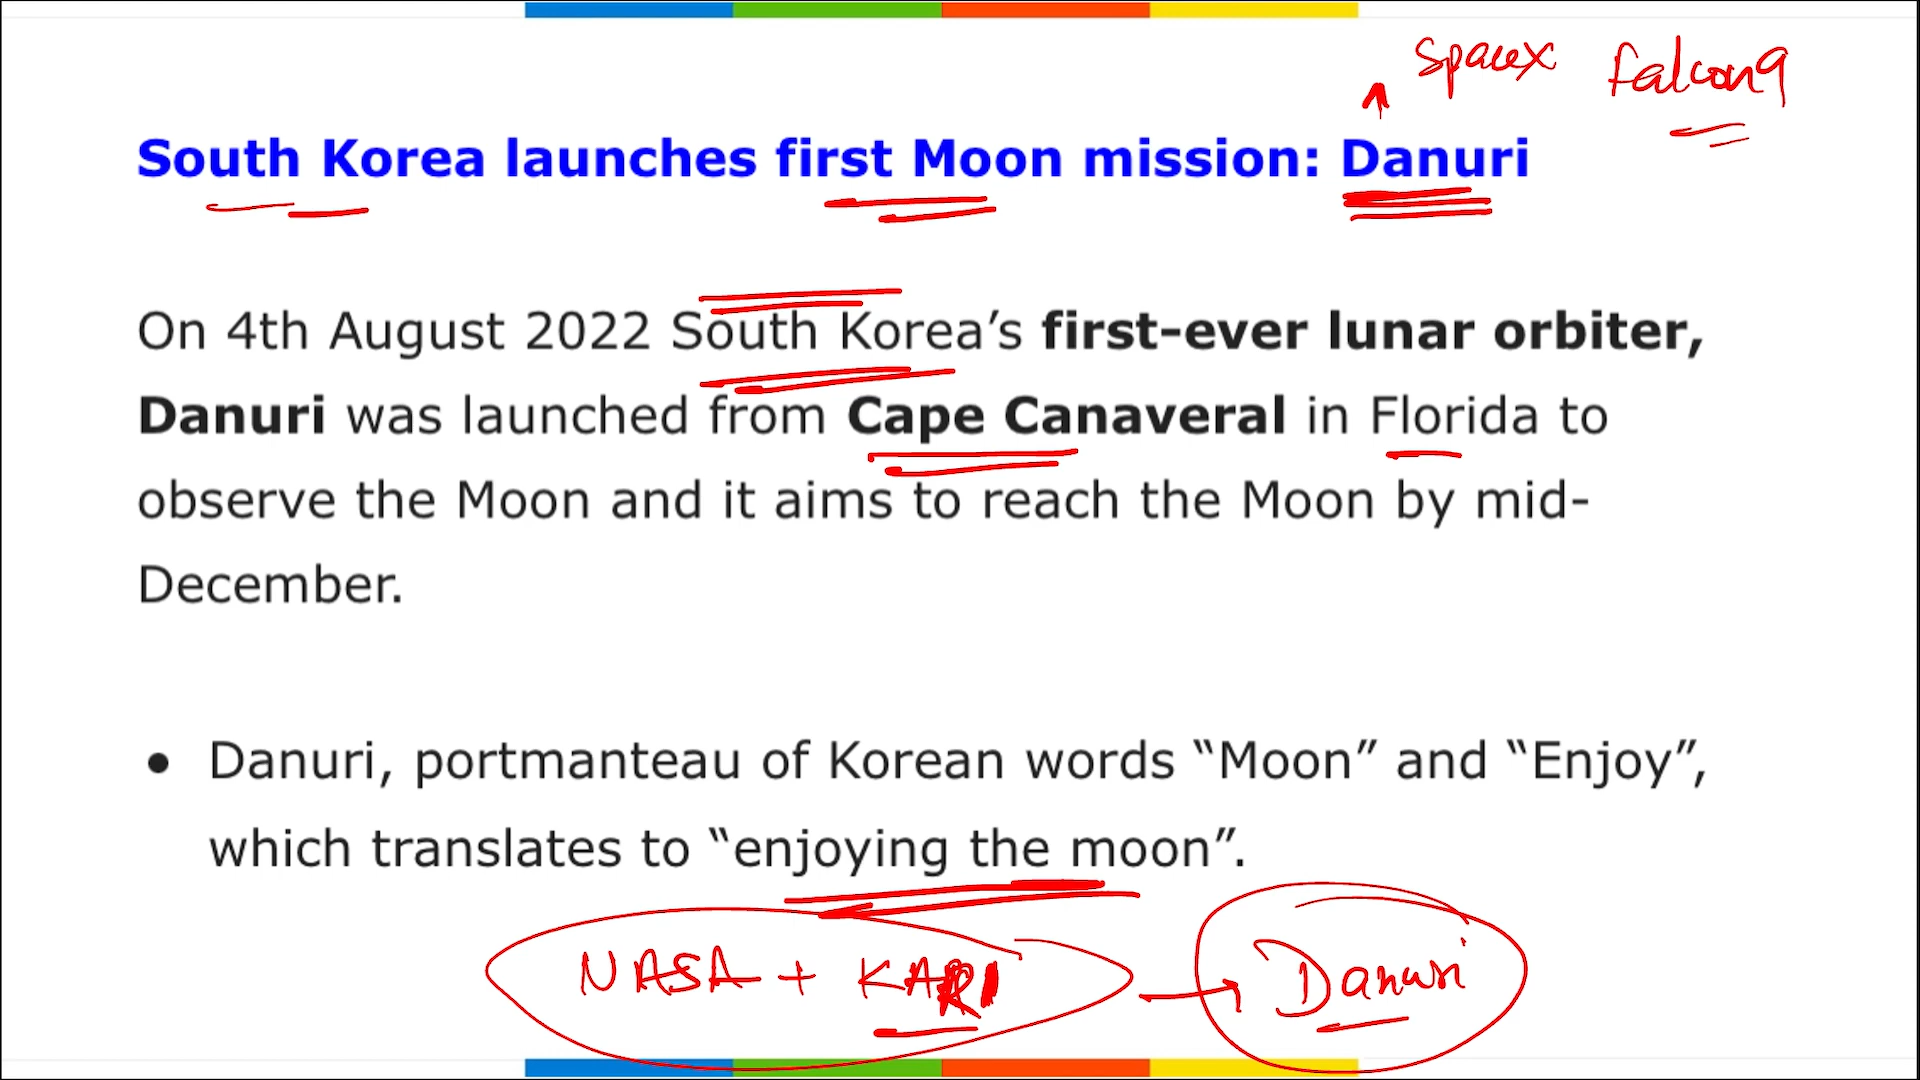 Spacex Falcon9
South Korea launches first Moon mission: Danuri
On 4th August 2022 South Korea’s first-ever lunar orbiter,
Danuri was launched from Cape Canaveral in Florida to
observe the Moon and it aims to reach the Moon by mid-
December.
● Danuri, portmanteau of Korean words “Moon” and “Enjoy”,
which translates to “enjoying the moon”.
NASA + KARI → Danuri